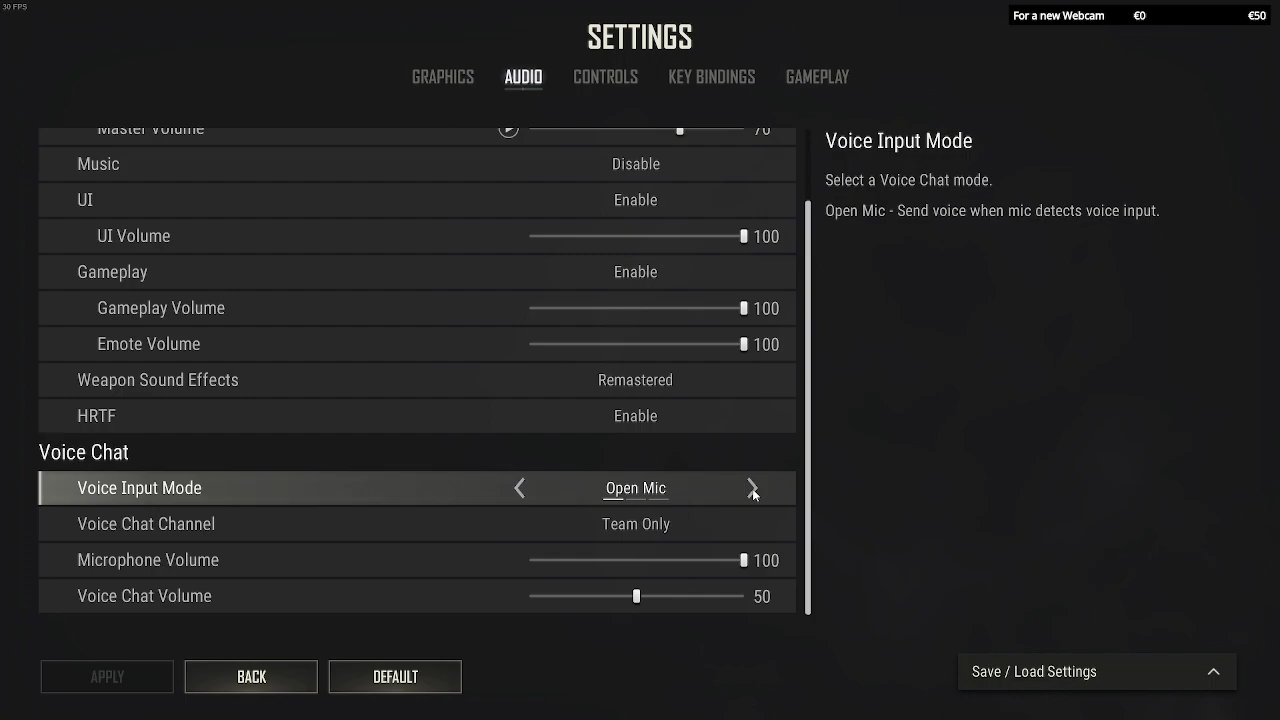 30 FPS
For a new Webcam €0 €50
SETTINGS
GRAPHICS AUDIO CONTROLS KEY BINDINGS GAMEPLAY
Master Volume 70
Music Disable
UI Enable
UI Volume 100
Gameplay Enable
Gameplay Volume 100
Emote Volume 100
Weapon Sound Effects Remastered
HRTF Enable
Voice Chat
Voice Input Mode Open Mic
Voice Chat Channel Team Only
Microphone Volume 100
Voice Chat Volume 50
Voice Input Mode
Select a Voice Chat mode.
Open Mic - Send voice when mic detects voice input.
APPLY BACK DEFAULT
Save / Load Settings